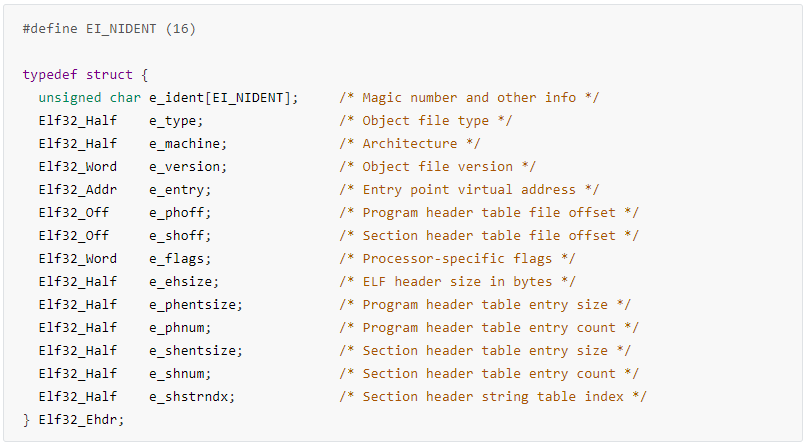 #define EI_NIDENT (16)
typedef struct {
  unsigned char e_ident[EI_NIDENT];     /* Magic number and other info */
  Elf32_Half    e_type;                 /* Object file type */
  Elf32_Half    e_machine;              /* Architecture */
  Elf32_Word    e_version;              /* Object file version */
  Elf32_Addr    e_entry;                /* Entry point virtual address */
  Elf32_Off     e_phoff;                /* Program header table file offset */
  Elf32_Off     e_shoff;                /* Section header table file offset */
  Elf32_Word    e_flags;                /* Processor-specific flags */
  Elf32_Half    e_ehsize;               /* ELF header size in bytes */
  Elf32_Half    e_phentsize;            /* Program header table entry size */
  Elf32_Half    e_phnum;                /* Program header table entry count */
  Elf32_Half    e_shentsize;            /* Section header table entry size */
  Elf32_Half    e_shnum;                /* Section header table entry count */
  Elf32_Half    e_shstrndx;             /* Section header string table index */
} Elf32_Ehdr;